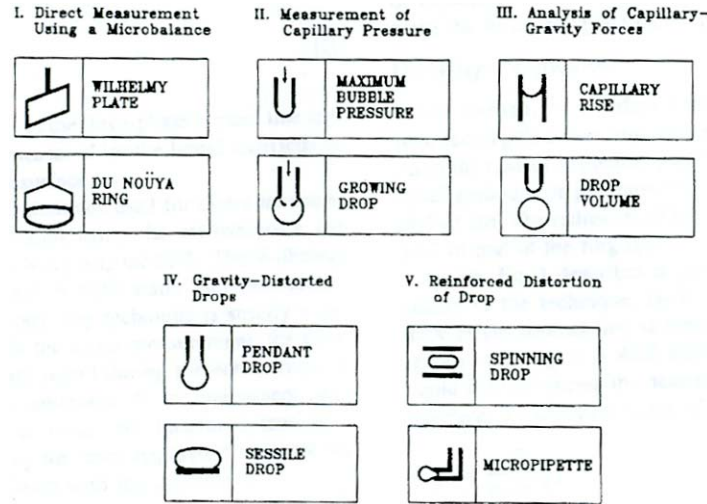 I. Direct Measurement
Using a Microbalance
WILHELMY
PLATE
DU NOÜYA
RING
II. Measurement of
Capillary Pressure
MAXIMUM
BUBBLE
PRESSURE
GROWING
DROP
III. Analysis of Capillary-
Gravity Forces
CAPILLARY
RISE
DROP
VOLUME
IV. Gravity-Distorted
Drops
PENDANT
DROP
SESSILE
DROP
V. Reinforced Distortion
of Drop
SPINNING
DROP
MICROPIPETTE